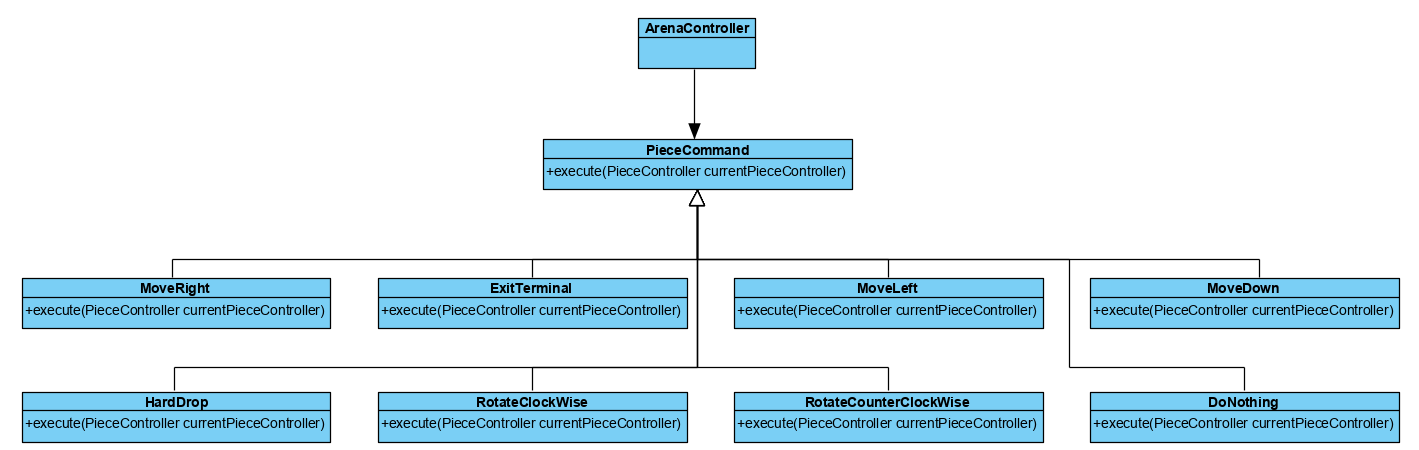 ArenaController
PieceCommand
+execute(PieceController currentPieceController)
MoveRight
+execute(PieceController currentPieceController)
ExitTerminal
+execute(PieceController currentPieceController)
MoveLeft
+execute(PieceController currentPieceController)
MoveDown
+execute(PieceController currentPieceController)
HardDrop
+execute(PieceController currentPieceController)
RotateClockWise
+execute(PieceController currentPieceController)
RotateCounterClockWise
+execute(PieceController currentPieceController)
DoNothing
+execute(PieceController currentPieceController)